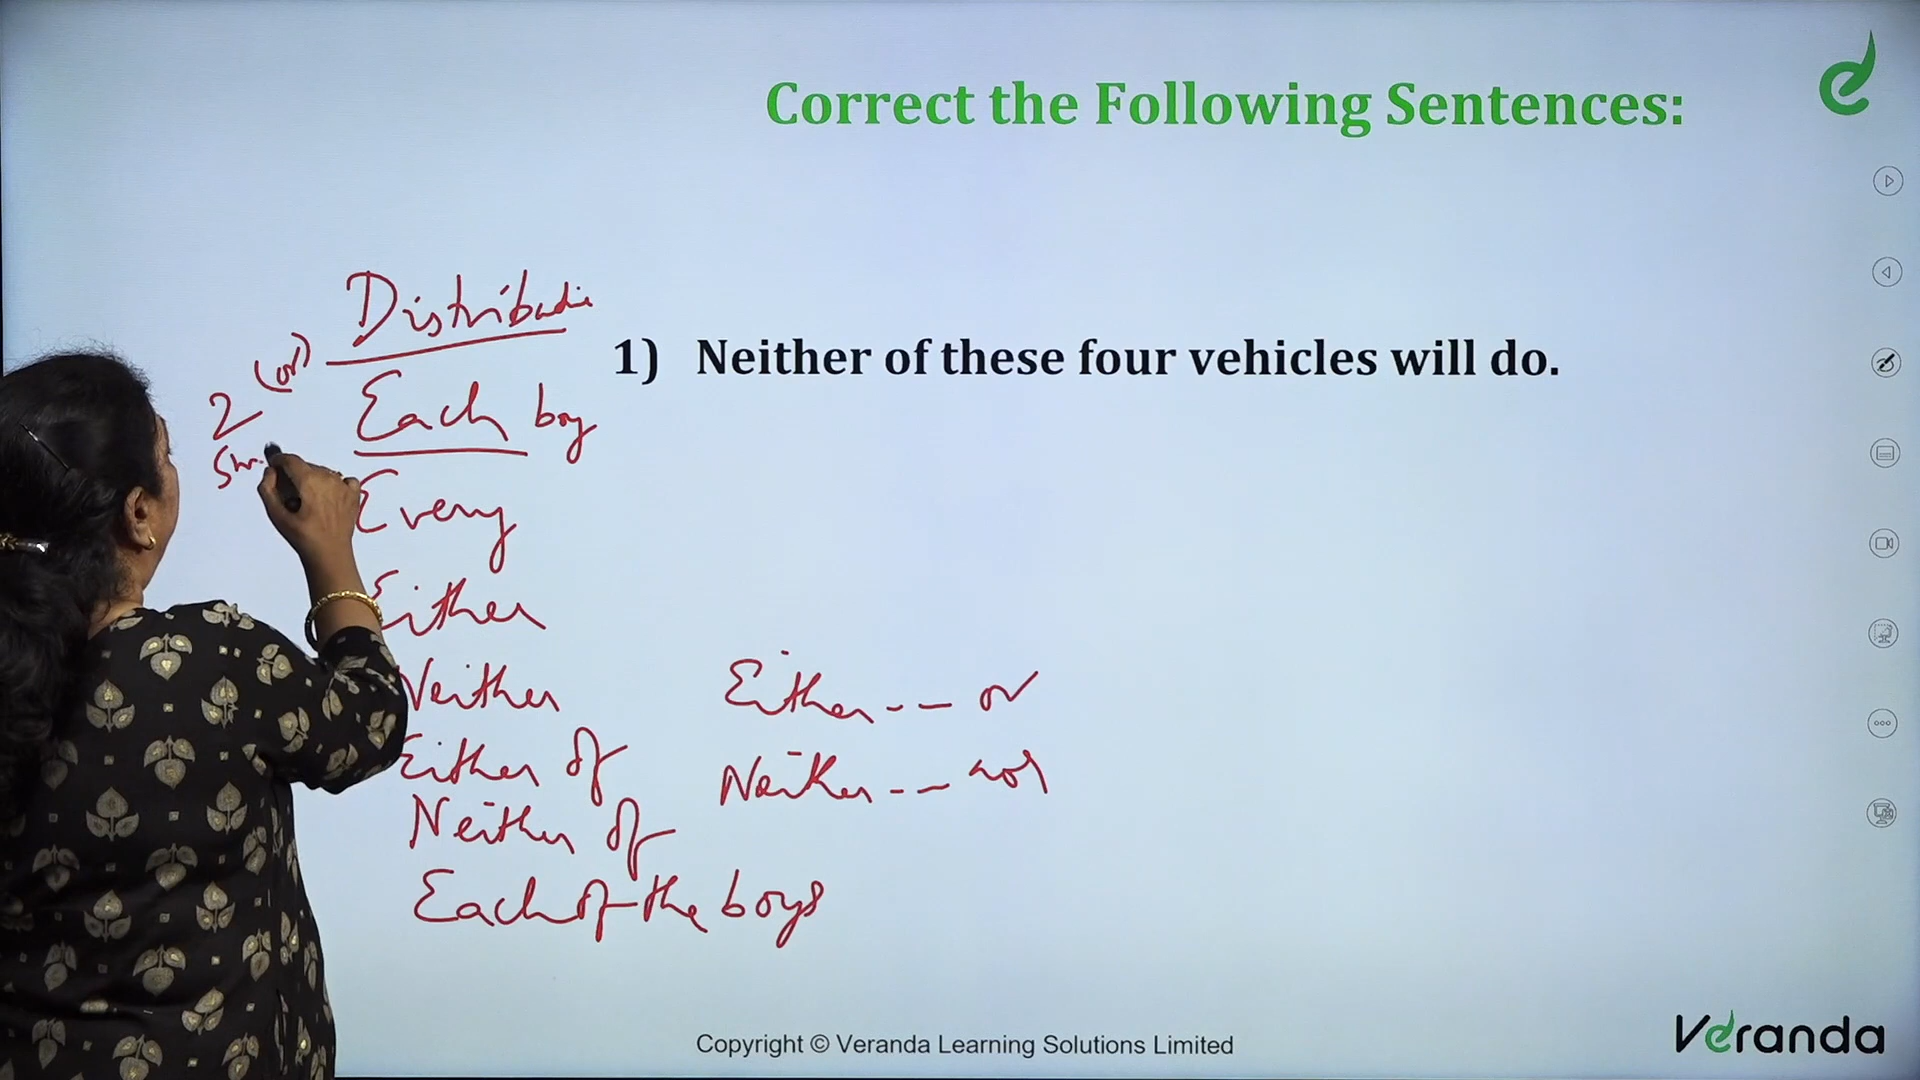 Correct the Following Sentences:
Distributi
1) Neither of these four vehicles will do.
2 (or)
Each boy
Every
Either
Neither
Either -- or
Either of
Neither -- nor
Neither of
Each of the boys
Copyright © Veranda Learning Solutions Limited
Veranda